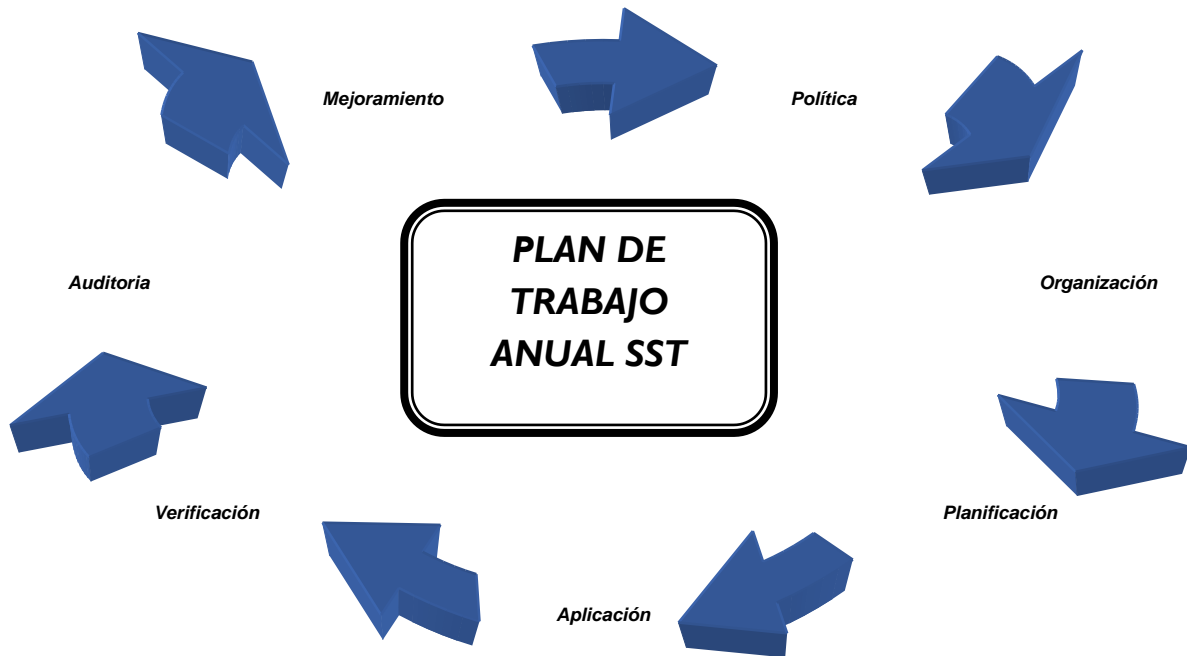 Mejoramiento
Política
PLAN DE
TRABAJO
ANUAL SST
Auditoria
Organización
Verificación
Planificación
Aplicación